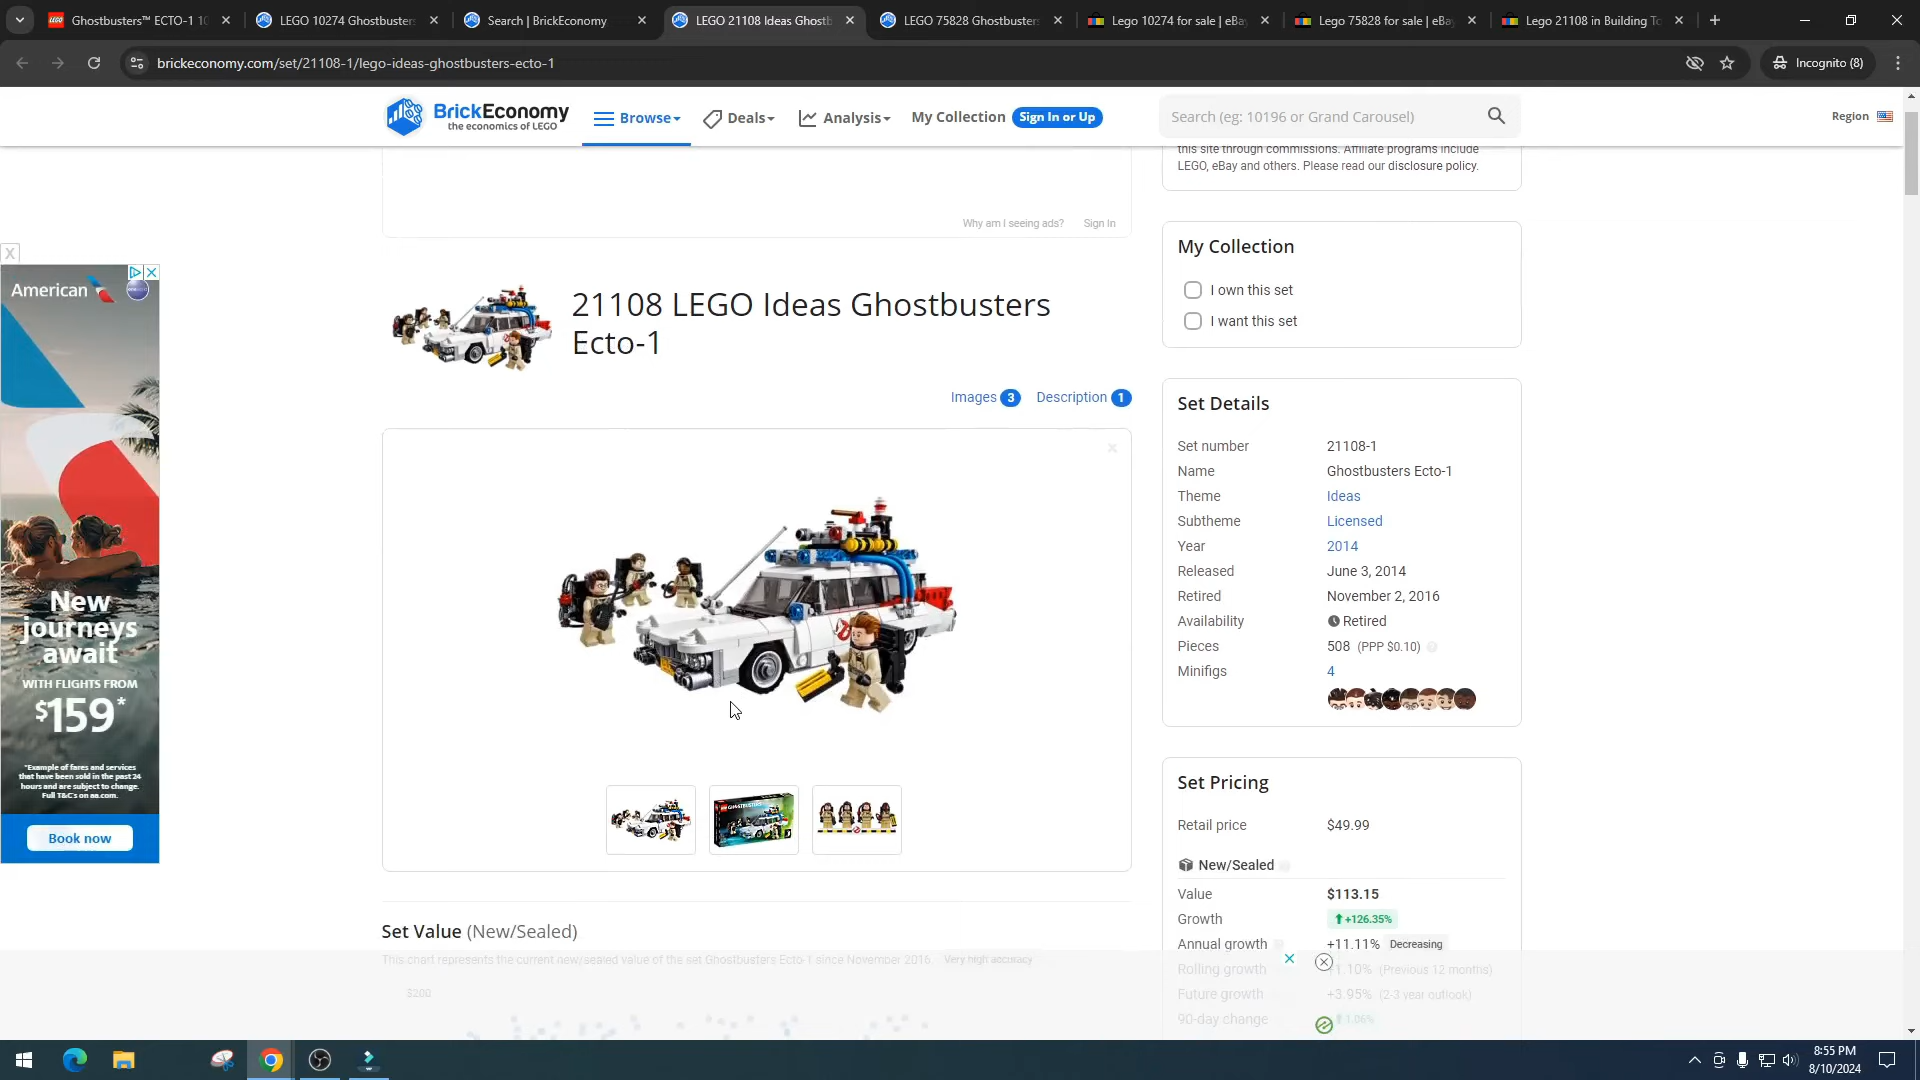 Ghostbusters™ ECTO-1 10
LEGO 10274 Ghostbusters
Search | BrickEconomy
LEGO 21108 Ideas Ghostb
LEGO 75828 Ghostbusters
Lego 10274 for sale | eBay
Lego 75828 for sale | eBay
Lego 21108 in Building To
brickeconomy.com/set/21108-1/lego-ideas-ghostbusters-ecto-1
Incognito (8)
BrickEconomy
the economics of LEGO
Browse
Deals
Analysis
My Collection
Sign In or Up
Search (eg: 10196 or Grand Carousel)
Region
this site through commissions. Affiliate programs include
LEGO, eBay and others. Please read our disclosure policy.
Why am I seeing ads?
Sign In
X
American
New
journeys
await
WITH FLIGHTS FROM
$159*
*Example of fares and services
that have been sold in the past 24
hours and are subject to change.
Full T&C's on aa.com.
Book now
21108 LEGO Ideas Ghostbusters
Ecto-1
Images 3
Description 1
My Collection
I own this set
I want this set
Set Details
Set number 21108-1
Name Ghostbusters Ecto-1
Theme Ideas
Subtheme Licensed
Year 2014
Released June 3, 2014
Retired November 2, 2016
Availability Retired
Pieces 508 (PPP $0.10)
Minifigs 4
Set Pricing
Retail price $49.99
New/Sealed
Value $113.15
Growth +126.35%
Annual growth +11.11% Decreasing
Rolling growth +1.10% (Previous 12 months)
Future growth +3.95% (2-3 year outlook)
90-day change 1.06%
Set Value (New/Sealed)
This chart represents the current new/sealed value of the set Ghostbusters Ecto-1 since November 2016. Very high accuracy
$200
8:55 PM
8/10/2024